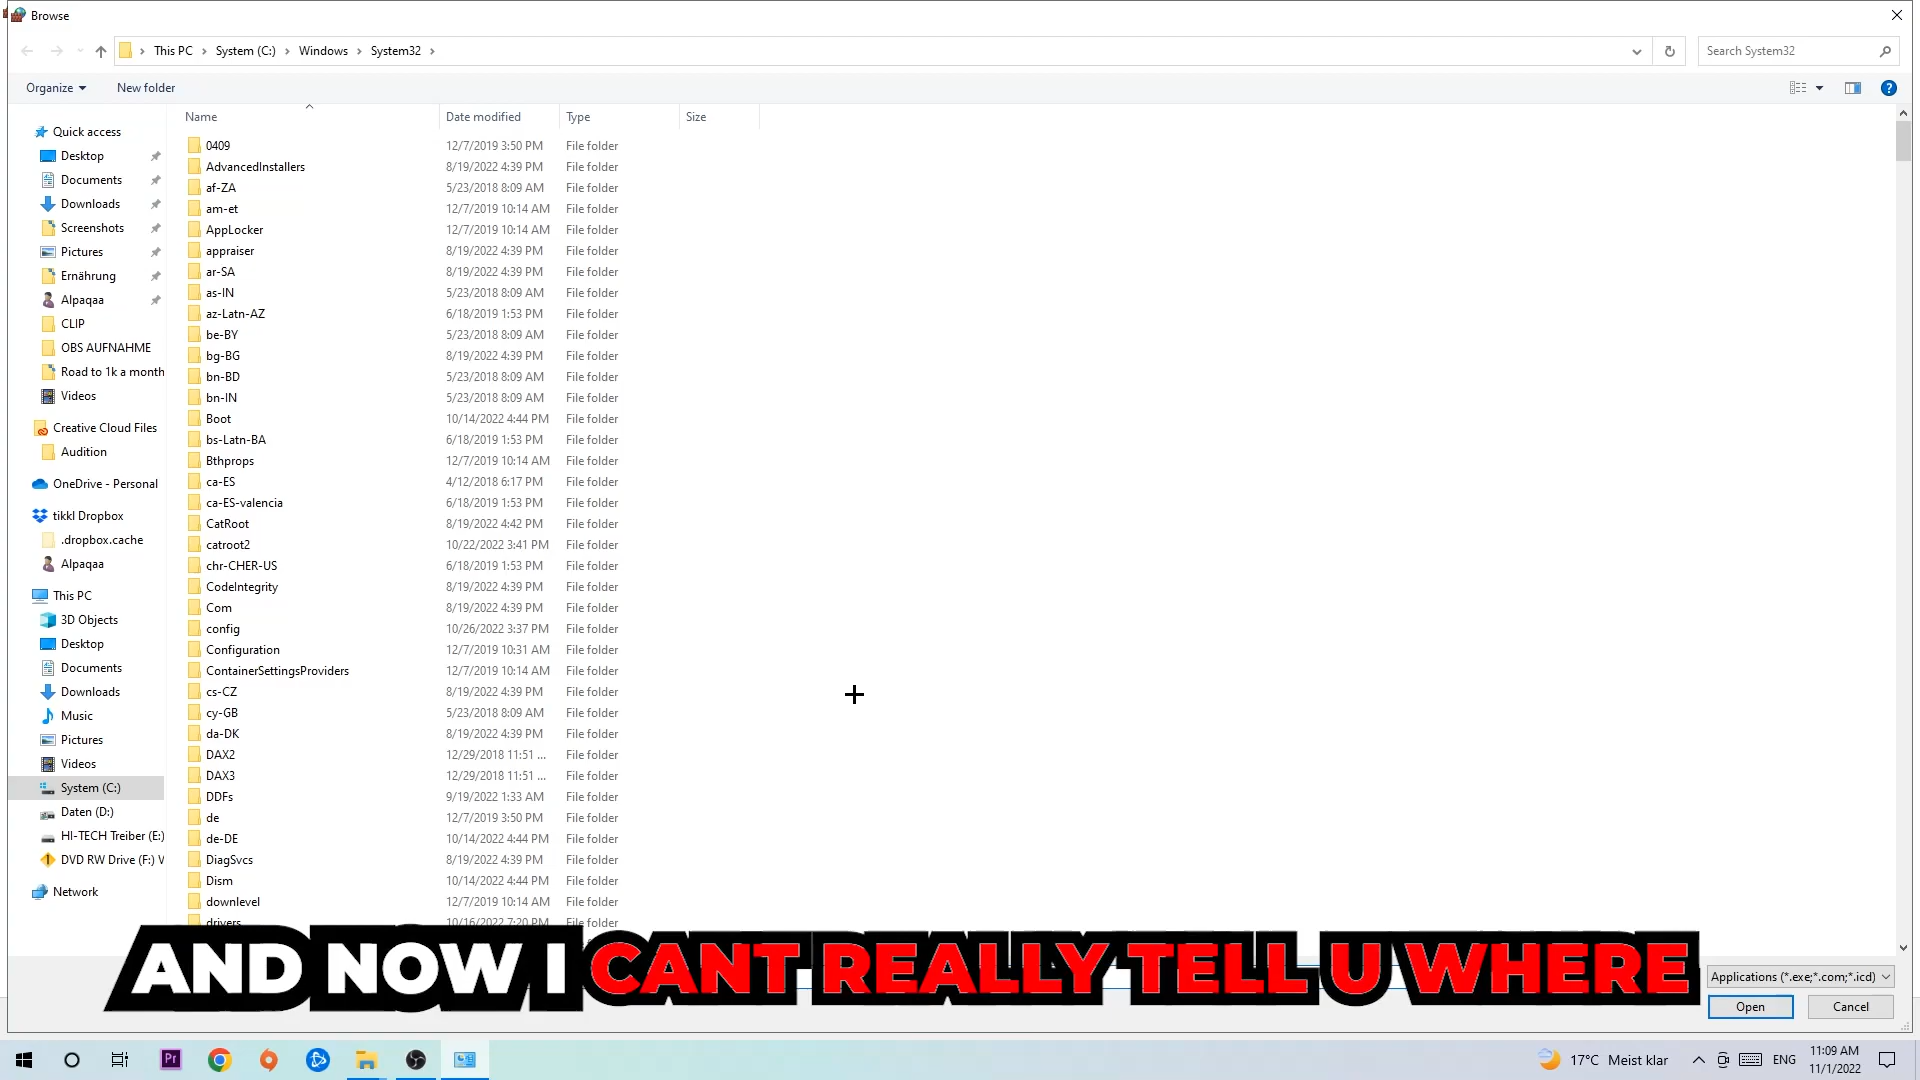 Browse
This PC
System (C:)
Windows
System32
Search System32
Organize
New folder
Name
Date modified
Type
Size
Quick access
Desktop
Documents
Downloads
Screenshots
Pictures
Ernährung
Alpaqaa
CLIP
OBS AUFNAHME
Road to 1k a month
Videos
Creative Cloud Files
Audition
OneDrive - Personal
tikkl Dropbox
.dropbox.cache
Alpaqaa
This PC
3D Objects
Desktop
Documents
Downloads
Music
Pictures
Videos
System (C:)
Daten (D:)
HI-TECH Treiber (E:)
DVD RW Drive (F:) V
Network
0409 12/7/2019 3:50 PM File folder
AdvancedInstallers 8/19/2022 4:39 PM File folder
af-ZA 5/23/2018 8:09 AM File folder
am-et 12/7/2019 10:14 AM File folder
AppLocker 12/7/2019 10:14 AM File folder
appraiser 8/19/2022 4:39 PM File folder
ar-SA 8/19/2022 4:39 PM File folder
as-IN 5/23/2018 8:09 AM File folder
az-Latn-AZ 6/18/2019 1:53 PM File folder
be-BY 5/23/2018 8:09 AM File folder
bg-BG 8/19/2022 4:39 PM File folder
bn-BD 5/23/2018 8:09 AM File folder
bn-IN 5/23/2018 8:09 AM File folder
Boot 10/14/2022 4:44 PM File folder
bs-Latn-BA 6/18/2019 1:53 PM File folder
Bthprops 12/7/2019 10:14 AM File folder
ca-ES 4/12/2018 6:17 PM File folder
ca-ES-valencia 6/18/2019 1:53 PM File folder
CatRoot 8/19/2022 4:42 PM File folder
catroot2 10/22/2022 3:41 PM File folder
chr-CHER-US 6/18/2019 1:53 PM File folder
CodeIntegrity 8/19/2022 4:39 PM File folder
Com 8/19/2022 4:39 PM File folder
config 10/26/2022 3:37 PM File folder
Configuration 12/7/2019 10:31 AM File folder
ContainerSettingsProviders 12/7/2019 10:14 AM File folder
cs-CZ 8/19/2022 4:39 PM File folder
cy-GB 5/23/2018 8:09 AM File folder
da-DK 8/19/2022 4:39 PM File folder
DAX2 12/29/2018 11:51 ... File folder
DAX3 12/29/2018 11:51 ... File folder
DDFs 9/19/2022 1:33 AM File folder
de 12/7/2019 3:50 PM File folder
de-DE 10/14/2022 4:44 PM File folder
DiagSvcs 8/19/2022 4:39 PM File folder
Dism 10/14/2022 4:44 PM File folder
downlevel 12/7/2019 10:14 AM File folder
drivers 10/16/2022 7:20 PM File folder
AND NOW I CANT REALLY TELL U WHERE
Applications (*.exe;*.com;*.icd)
Open
Cancel
Pr
17°C Meist klar
ENG
11:09 AM
11/1/2022